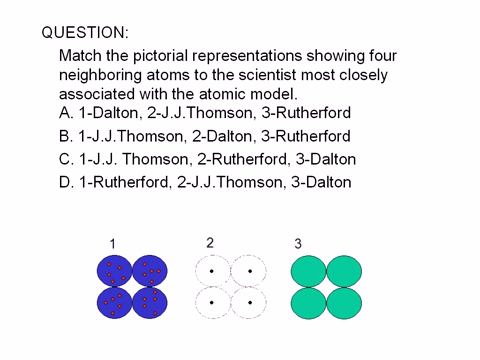 QUESTION:
Match the pictorial representations showing four
neighboring atoms to the scientist most closely
associated with the atomic model.
A. 1-Dalton, 2-J.J.Thomson, 3-Rutherford
B. 1-J.J.Thomson, 2-Dalton, 3-Rutherford
C. 1-J.J. Thomson, 2-Rutherford, 3-Dalton
D. 1-Rutherford, 2-J.J.Thomson, 3-Dalton
1 2 3